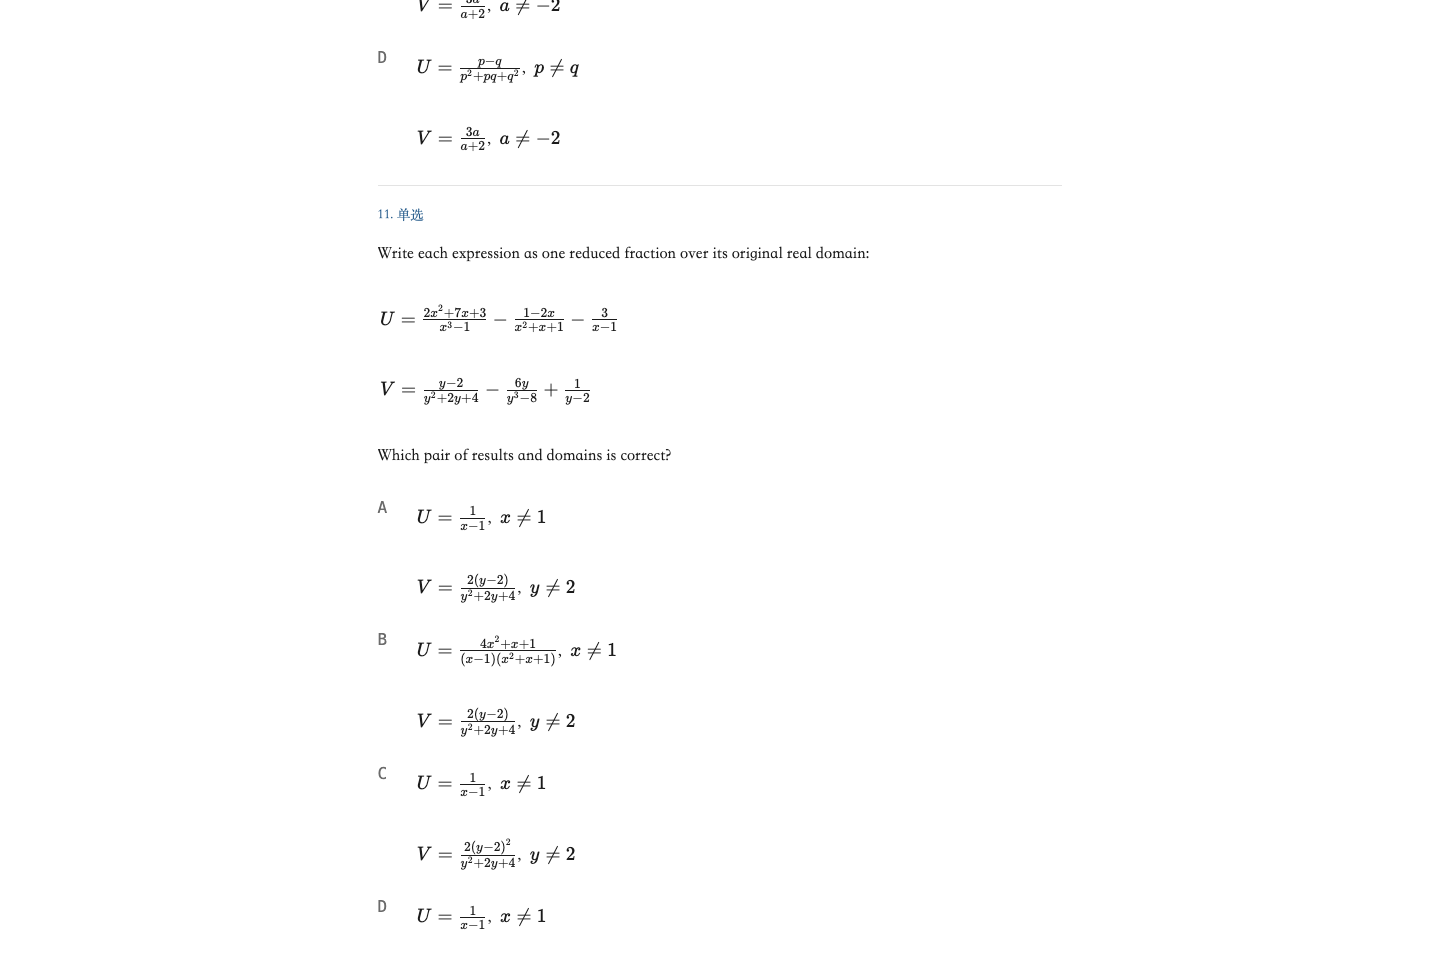 V = 3a/(a+2), a ≠ −2
D
U = (p−q)/(p²+pq+q²), p ≠ q
V = 3a/(a+2), a ≠ −2
11. 单选
Write each expression as one reduced fraction over its original real domain:
U = (2x²+7x+3)/(x³−1) − (1−2x)/(x²+x+1) − 3/(x−1)
V = (y−2)/(y²+2y+4) − 6y/(y³−8) + 1/(y−2)
Which pair of results and domains is correct?
A
U = 1/(x−1), x ≠ 1
V = 2(y−2)/(y²+2y+4), y ≠ 2
B
U = (4x²+x+1)/((x−1)(x²+x+1)), x ≠ 1
V = 2(y−2)/(y²+2y+4), y ≠ 2
C
U = 1/(x−1), x ≠ 1
V = 2(y−2)²/(y²+2y+4), y ≠ 2
D
U = 1/(x−1), x ≠ 1